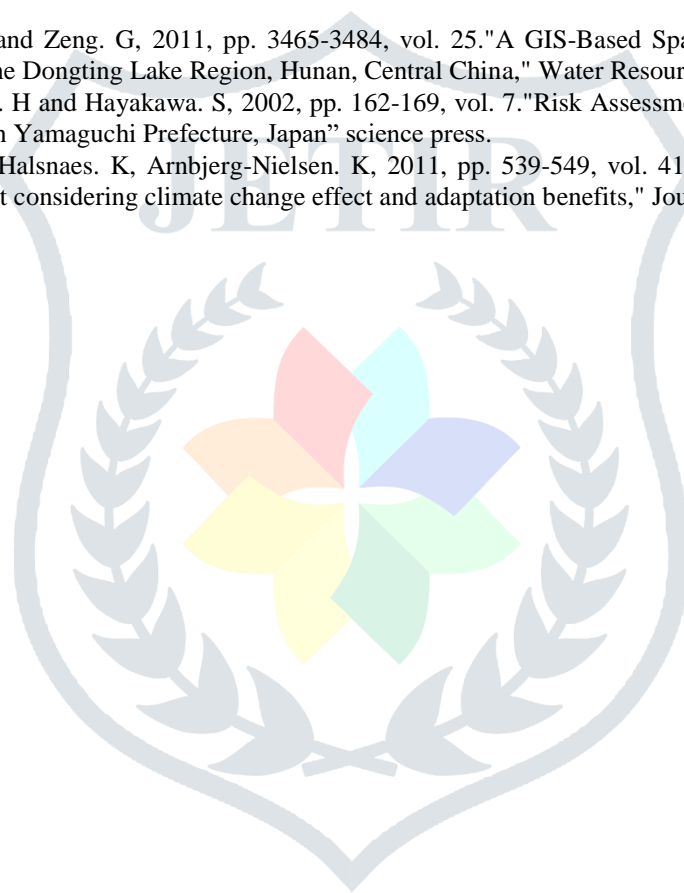 and Zeng. G, 2011, pp. 3465-3484, vol. 25."A GIS-Based Spa
ne Dongting Lake Region, Hunan, Central China," Water Resour
. H and Hayakawa. S, 2002, pp. 162-169, vol. 7."Risk Assessme
n Yamaguchi Prefecture, Japan” science press.
Halsnaes. K, Arnbjerg-Nielsen. K, 2011, pp. 539-549, vol. 41
t considering climate change effect and adaptation benefits," Jou
JETIR